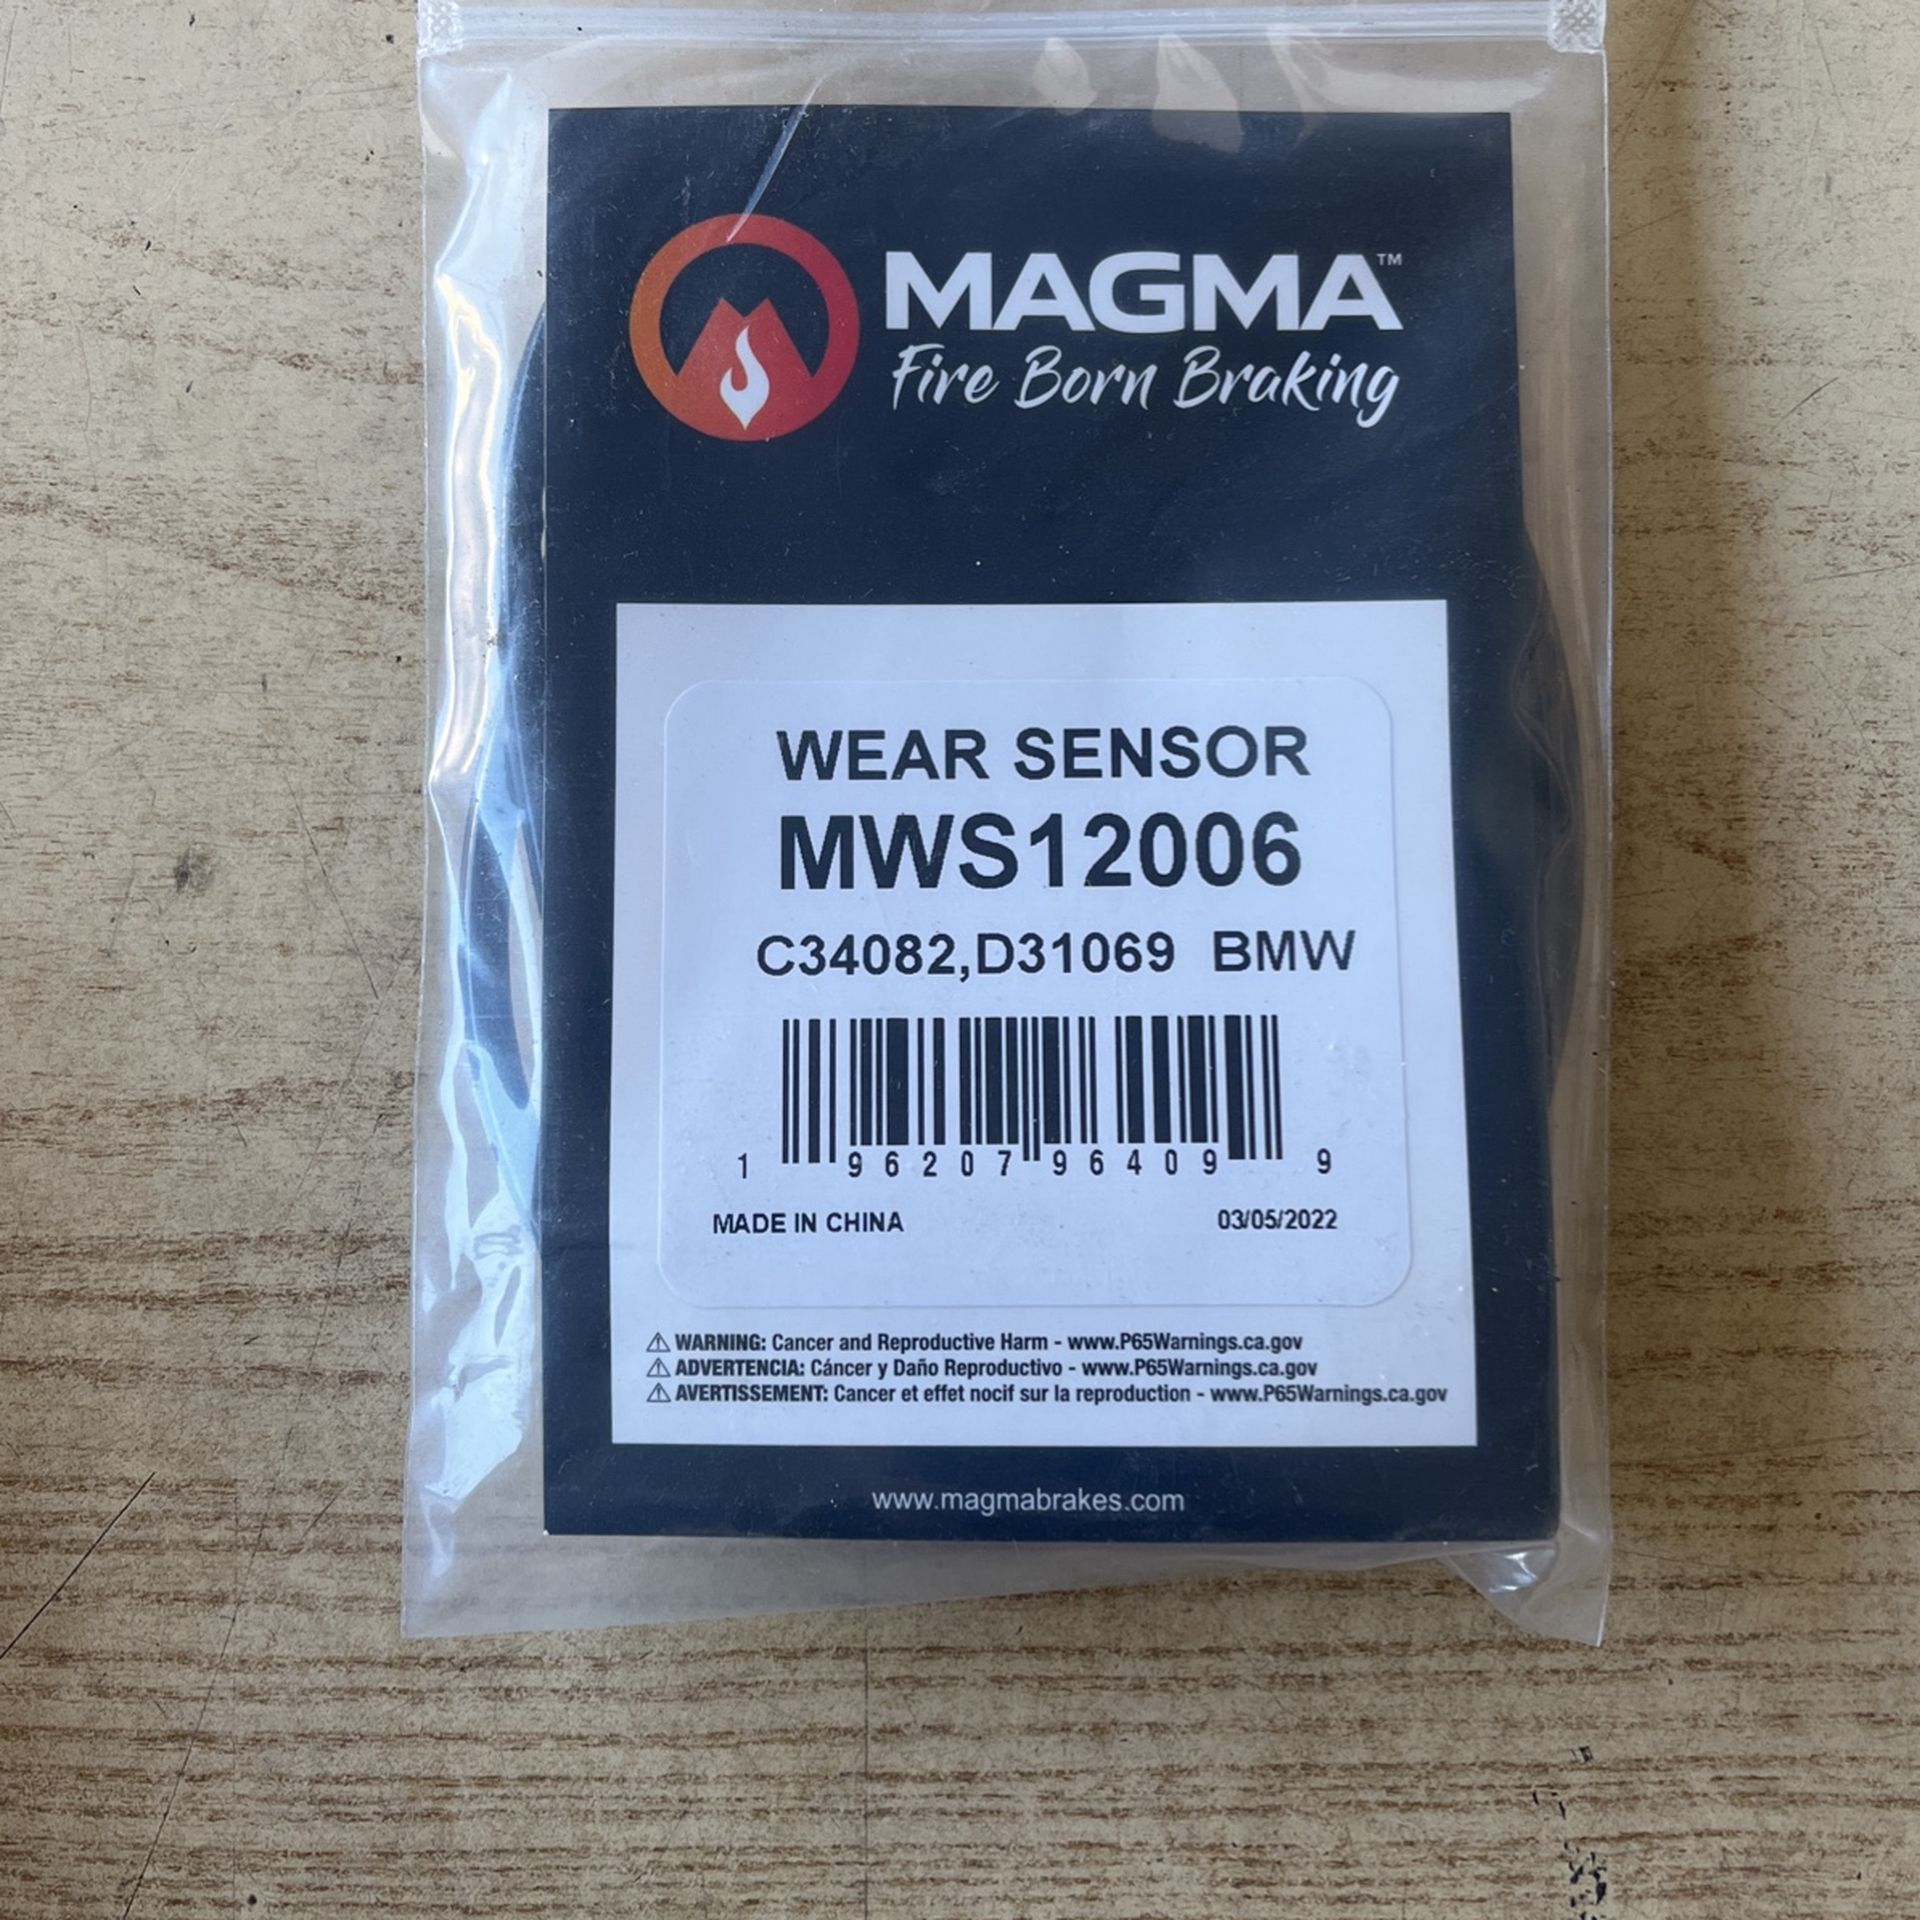 MAGMA™
Fire Born Braking
WEAR SENSOR
MWS12006
C34082,D31069 BMW
1 96207 96409 9
MADE IN CHINA 03/05/2022
⚠ WARNING: Cancer and Reproductive Harm - www.P65Warnings.ca.gov
⚠ ADVERTENCIA: Cáncer y Daño Reproductivo - www.P65Warnings.ca.gov
⚠ AVERTISSEMENT: Cancer et effet nocif sur la reproduction - www.P65Warnings.ca.gov
www.magmabrakes.com